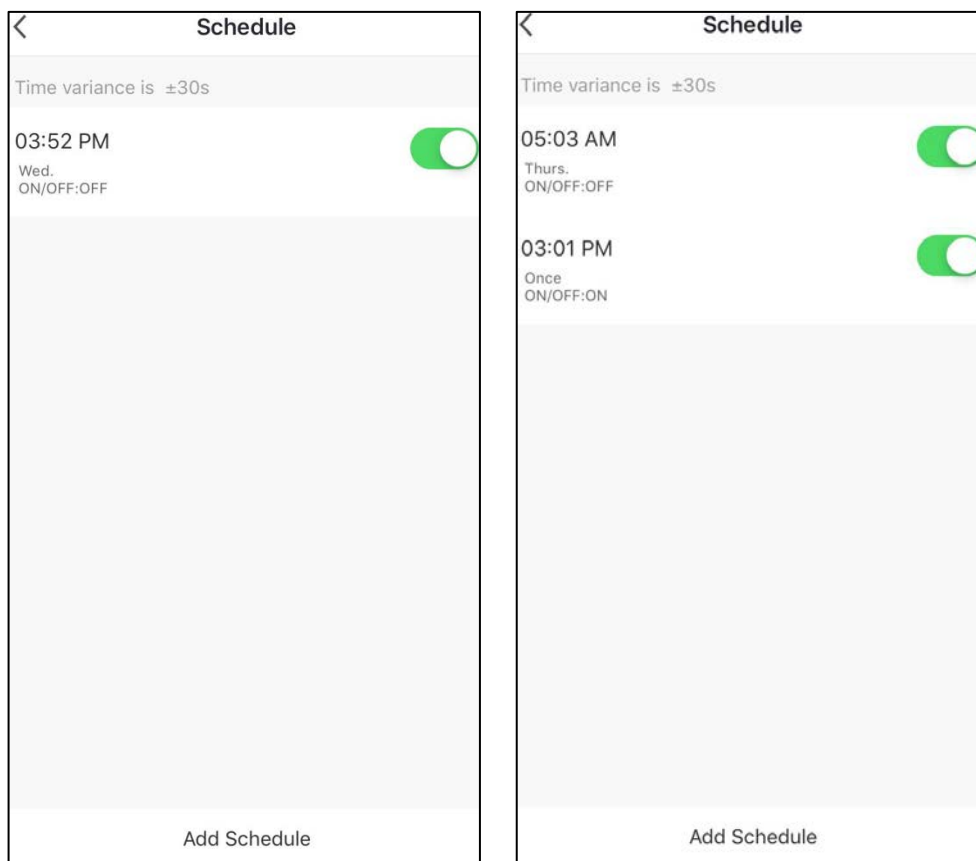 Schedule
Time variance is ±30s
03:52 PM
Wed.
ON/OFF:OFF
Add Schedule
Schedule
Time variance is ±30s
05:03 AM
Thurs.
ON/OFF:OFF
03:01 PM
Once
ON/OFF:ON
Add Schedule